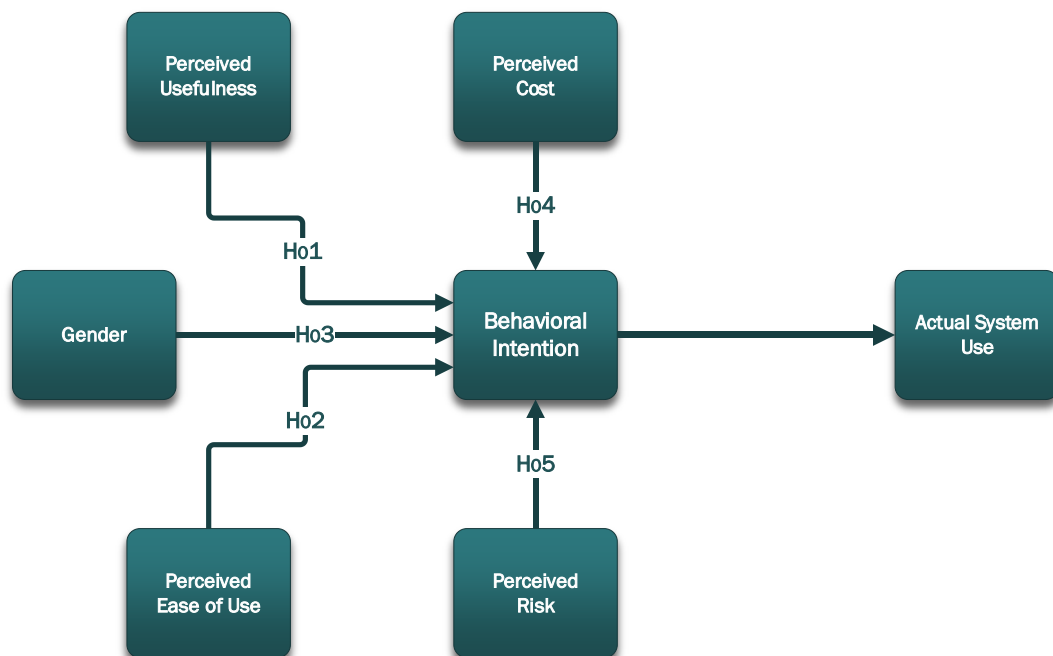 Perceived
Usefulness
Perceived
Cost
Ho4
Ho1
Gender
Ho3
Behavioral
Intention
Actual System
Use
Ho2
Ho5
Perceived
Ease of Use
Perceived
Risk